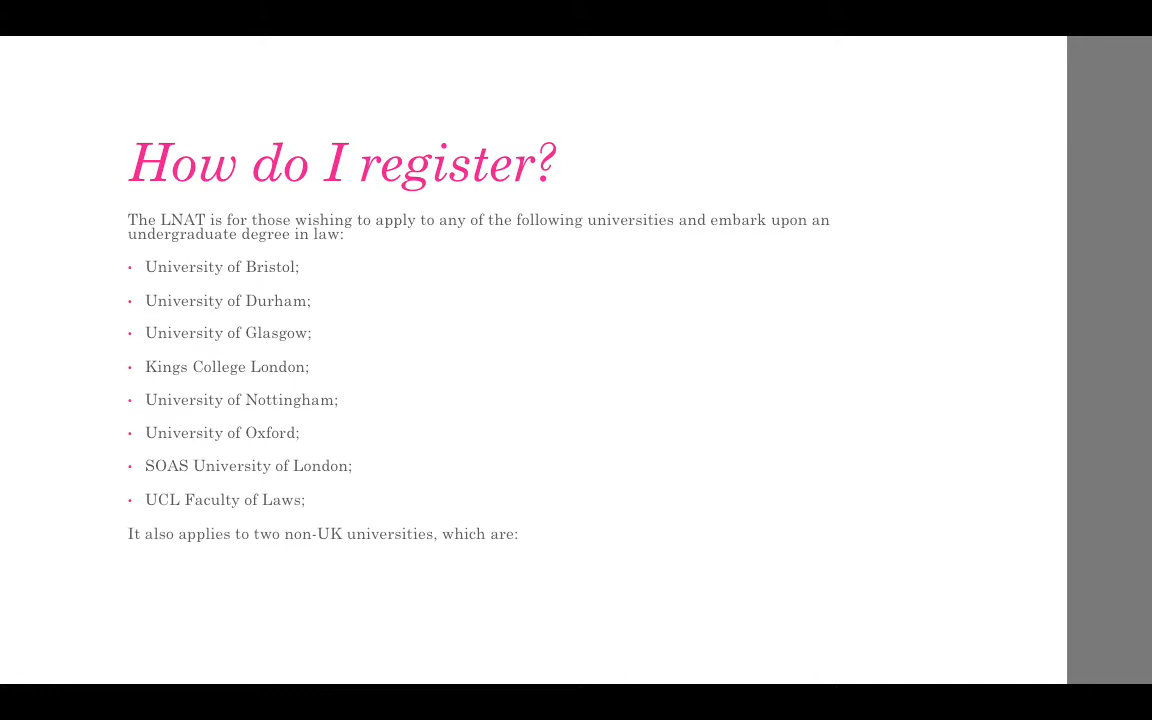 How do I register?
The LNAT is for those wishing to apply to any of the following universities and embark upon an
undergraduate degree in law:
• University of Bristol;
• University of Durham;
• University of Glasgow;
• Kings College London;
• University of Nottingham;
• University of Oxford;
• SOAS University of London;
• UCL Faculty of Laws;
It also applies to two non-UK universities, which are: